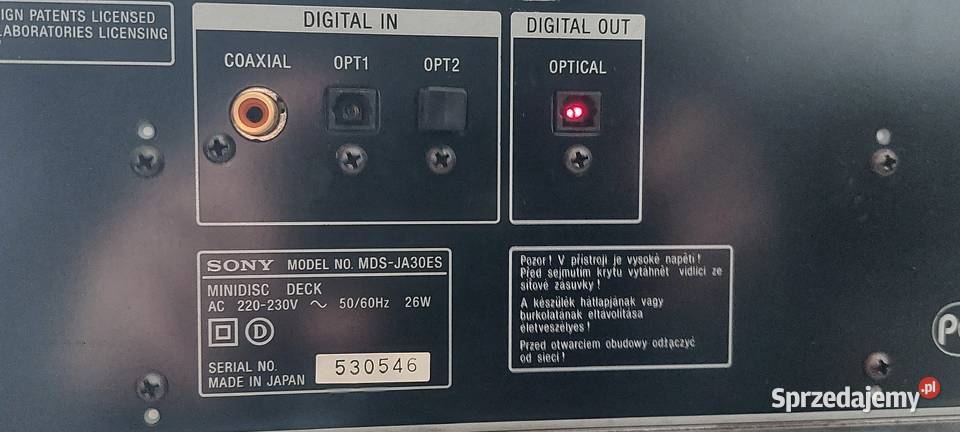 IGN PATENTS LICENSED
LABORATORIES LICENSING
DIGITAL IN
COAXIAL OPT1 OPT2
DIGITAL OUT
OPTICAL
SONY MODEL NO. MDS-JA30ES
MINIDISC DECK
AC 220-230V ~ 50/60Hz 26W
D
SERIAL NO. 530546
MADE IN JAPAN
Pozor! V přístroji je vysoké napětí!
Před sejmutím krytu vytáhnět vidlici ze
síťové zásuvky!
A készülék hátlapjának vagy
burkolatának eltávolítása
életveszélyes!
Przed otwarciem obudowy odłączyć
od sieci!
Sprzedajemy.pl